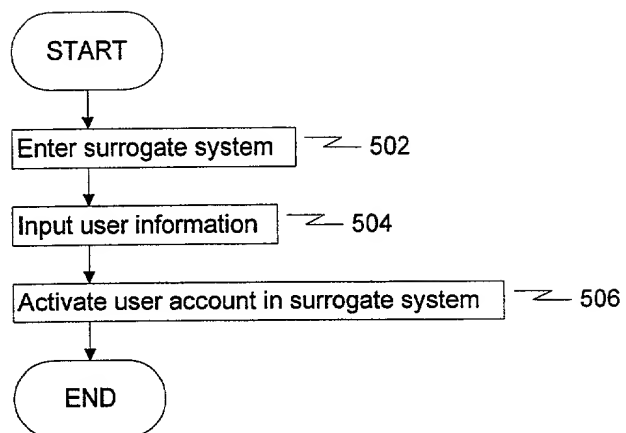 START
Enter surrogate system 502
Input user information 504
Activate user account in surrogate system 506
END